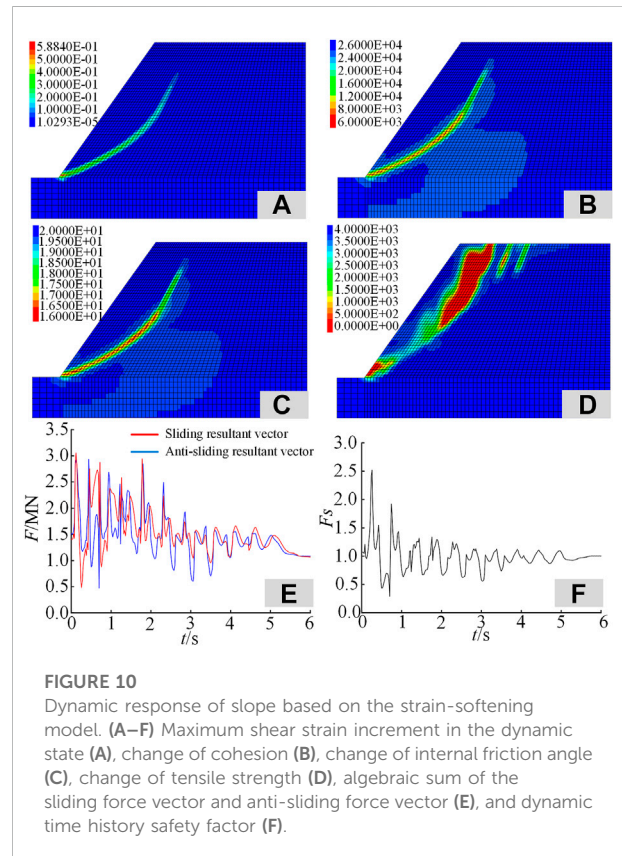 5.8840E-01
5.0000E-01
4.0000E-01
3.0000E-01
2.0000E-01
1.0000E-01
1.0293E-05
A
2.6000E+04
2.4000E+04
2.0000E+04
1.6000E+04
1.2000E+04
8.0000E+03
6.0000E+03
B
2.0000E+01
1.9500E+01
1.9000E+01
1.8500E+01
1.8000E+01
1.7500E+01
1.7000E+01
1.6500E+01
1.6000E+01
C
4.0000E+03
3.5000E+03
3.0000E+03
2.5000E+03
2.0000E+03
1.5000E+03
1.0000E+03
5.0000E+02
0.0000E+00
D
3.5
3.0
2.5
2.0
1.5
1.0
0.5
0.0
F/MN
Sliding resultant vector
Anti-sliding resultant vector
E
0 1 2 3 4 5 6
t/s
3.0
2.5
2.0
1.5
1.0
0.5
0.0
Fs
F
0 1 2 3 4 5 6
t/s
FIGURE 10
Dynamic response of slope based on the strain-softening
model. (A–F) Maximum shear strain increment in the dynamic
state (A), change of cohesion (B), change of internal friction angle
(C), change of tensile strength (D), algebraic sum of the
sliding force vector and anti-sliding force vector (E), and dynamic
time history safety factor (F).